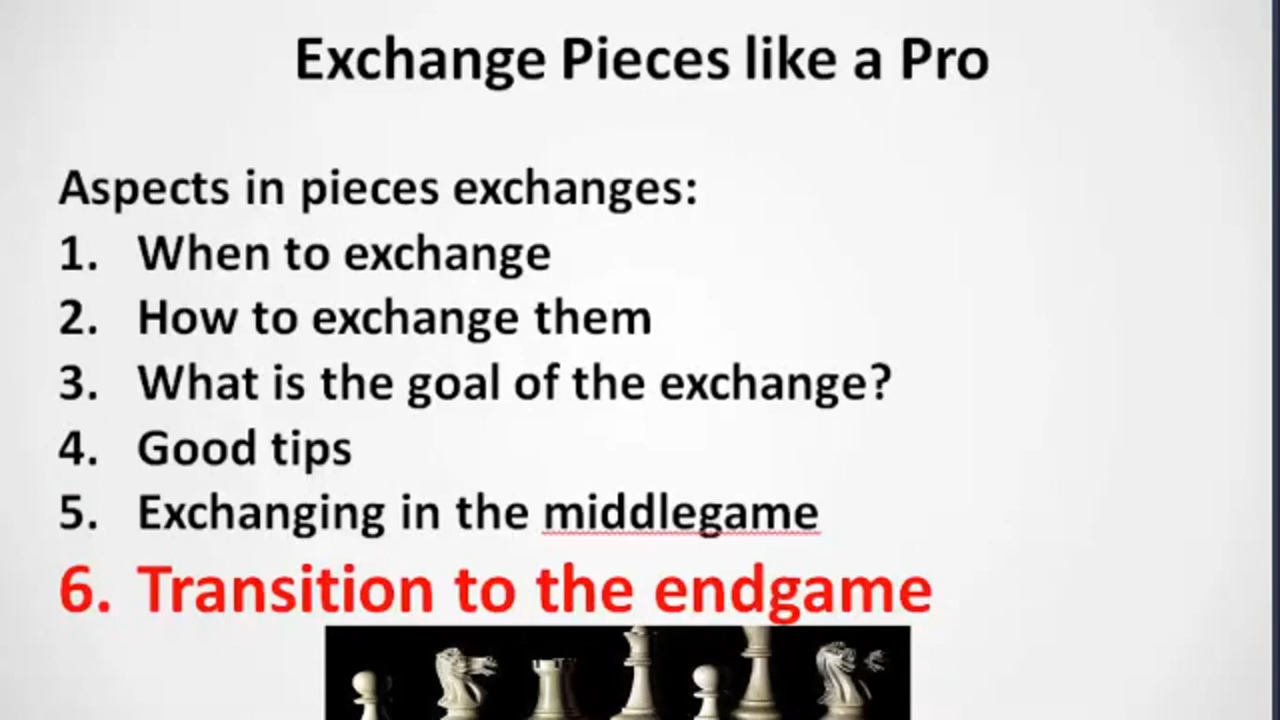 Exchange Pieces like a Pro
Aspects in pieces exchanges:
1. When to exchange
2. How to exchange them
3. What is the goal of the exchange?
4. Good tips
5. Exchanging in the middlegame
6. Transition to the endgame